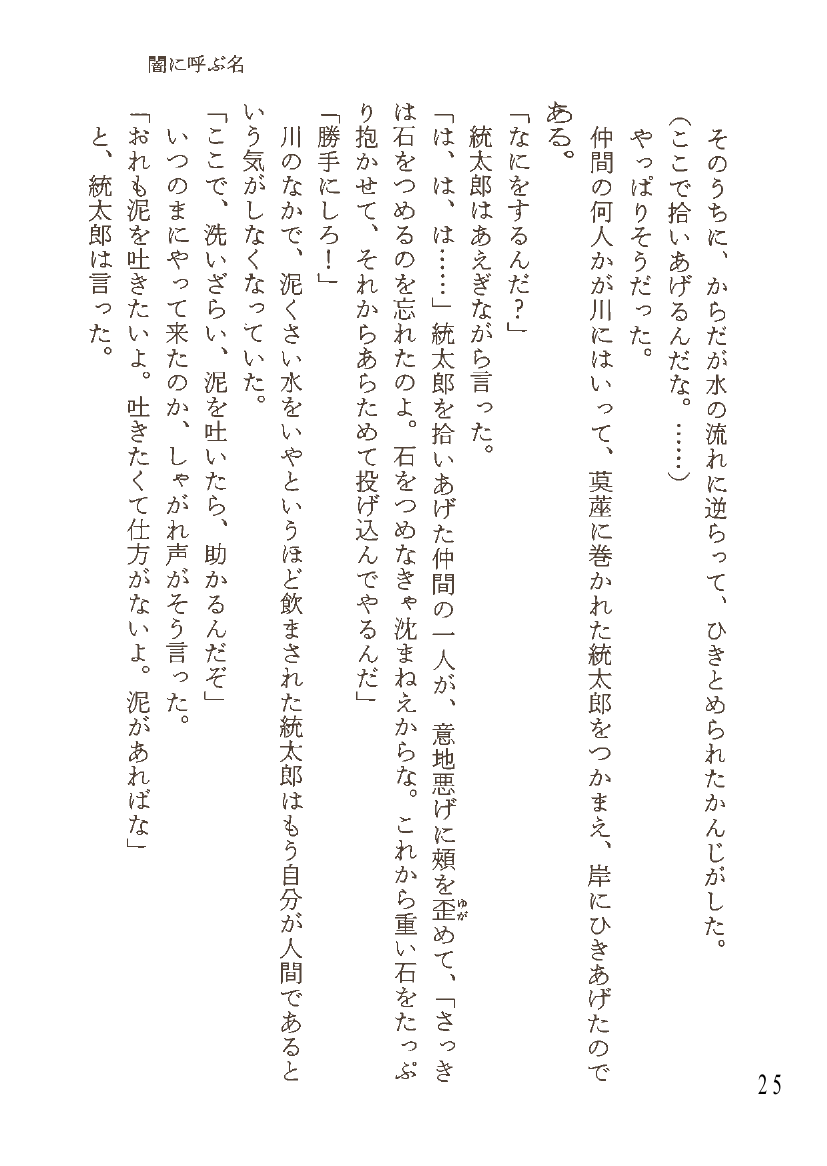 闇に呼ぶ名
そのうちに、からだが水の流れに逆らって、ひきとめられたかんじがした。
(ここで拾いあげるんだな。……)
やっぱりそうだった。
仲間の何人かが川にはいって、茣蓙に巻かれた統太郎をつかまえ、岸にひきあげたので
ある。
「なにをするんだ?」
統太郎はあえぎながら言った。
「は、は、は……」統太郎を拾いあげた仲間の一人が、意地悪げに頰を歪めて、「さっき
ゆが
は石をつめるのを忘れたのよ。石をつめなきゃ沈まねえからな。これから重い石をたっぷ
り抱かせて、それからあらためて投げ込んでやるんだ」
「勝手にしろ!」
川のなかで、泥くさい水をいやというほど飲まされた統太郎はもう自分が人間であると
いう気がしなくなっていた。
「ここで、洗いざらい、泥を吐いたら、助かるんだぞ」
いつのまにやって来たのか、しゃがれ声がそう言った。
「おれも泥を吐きたいよ。吐きたくて仕方がないよ。泥があればな」
と、統太郎は言った。
25